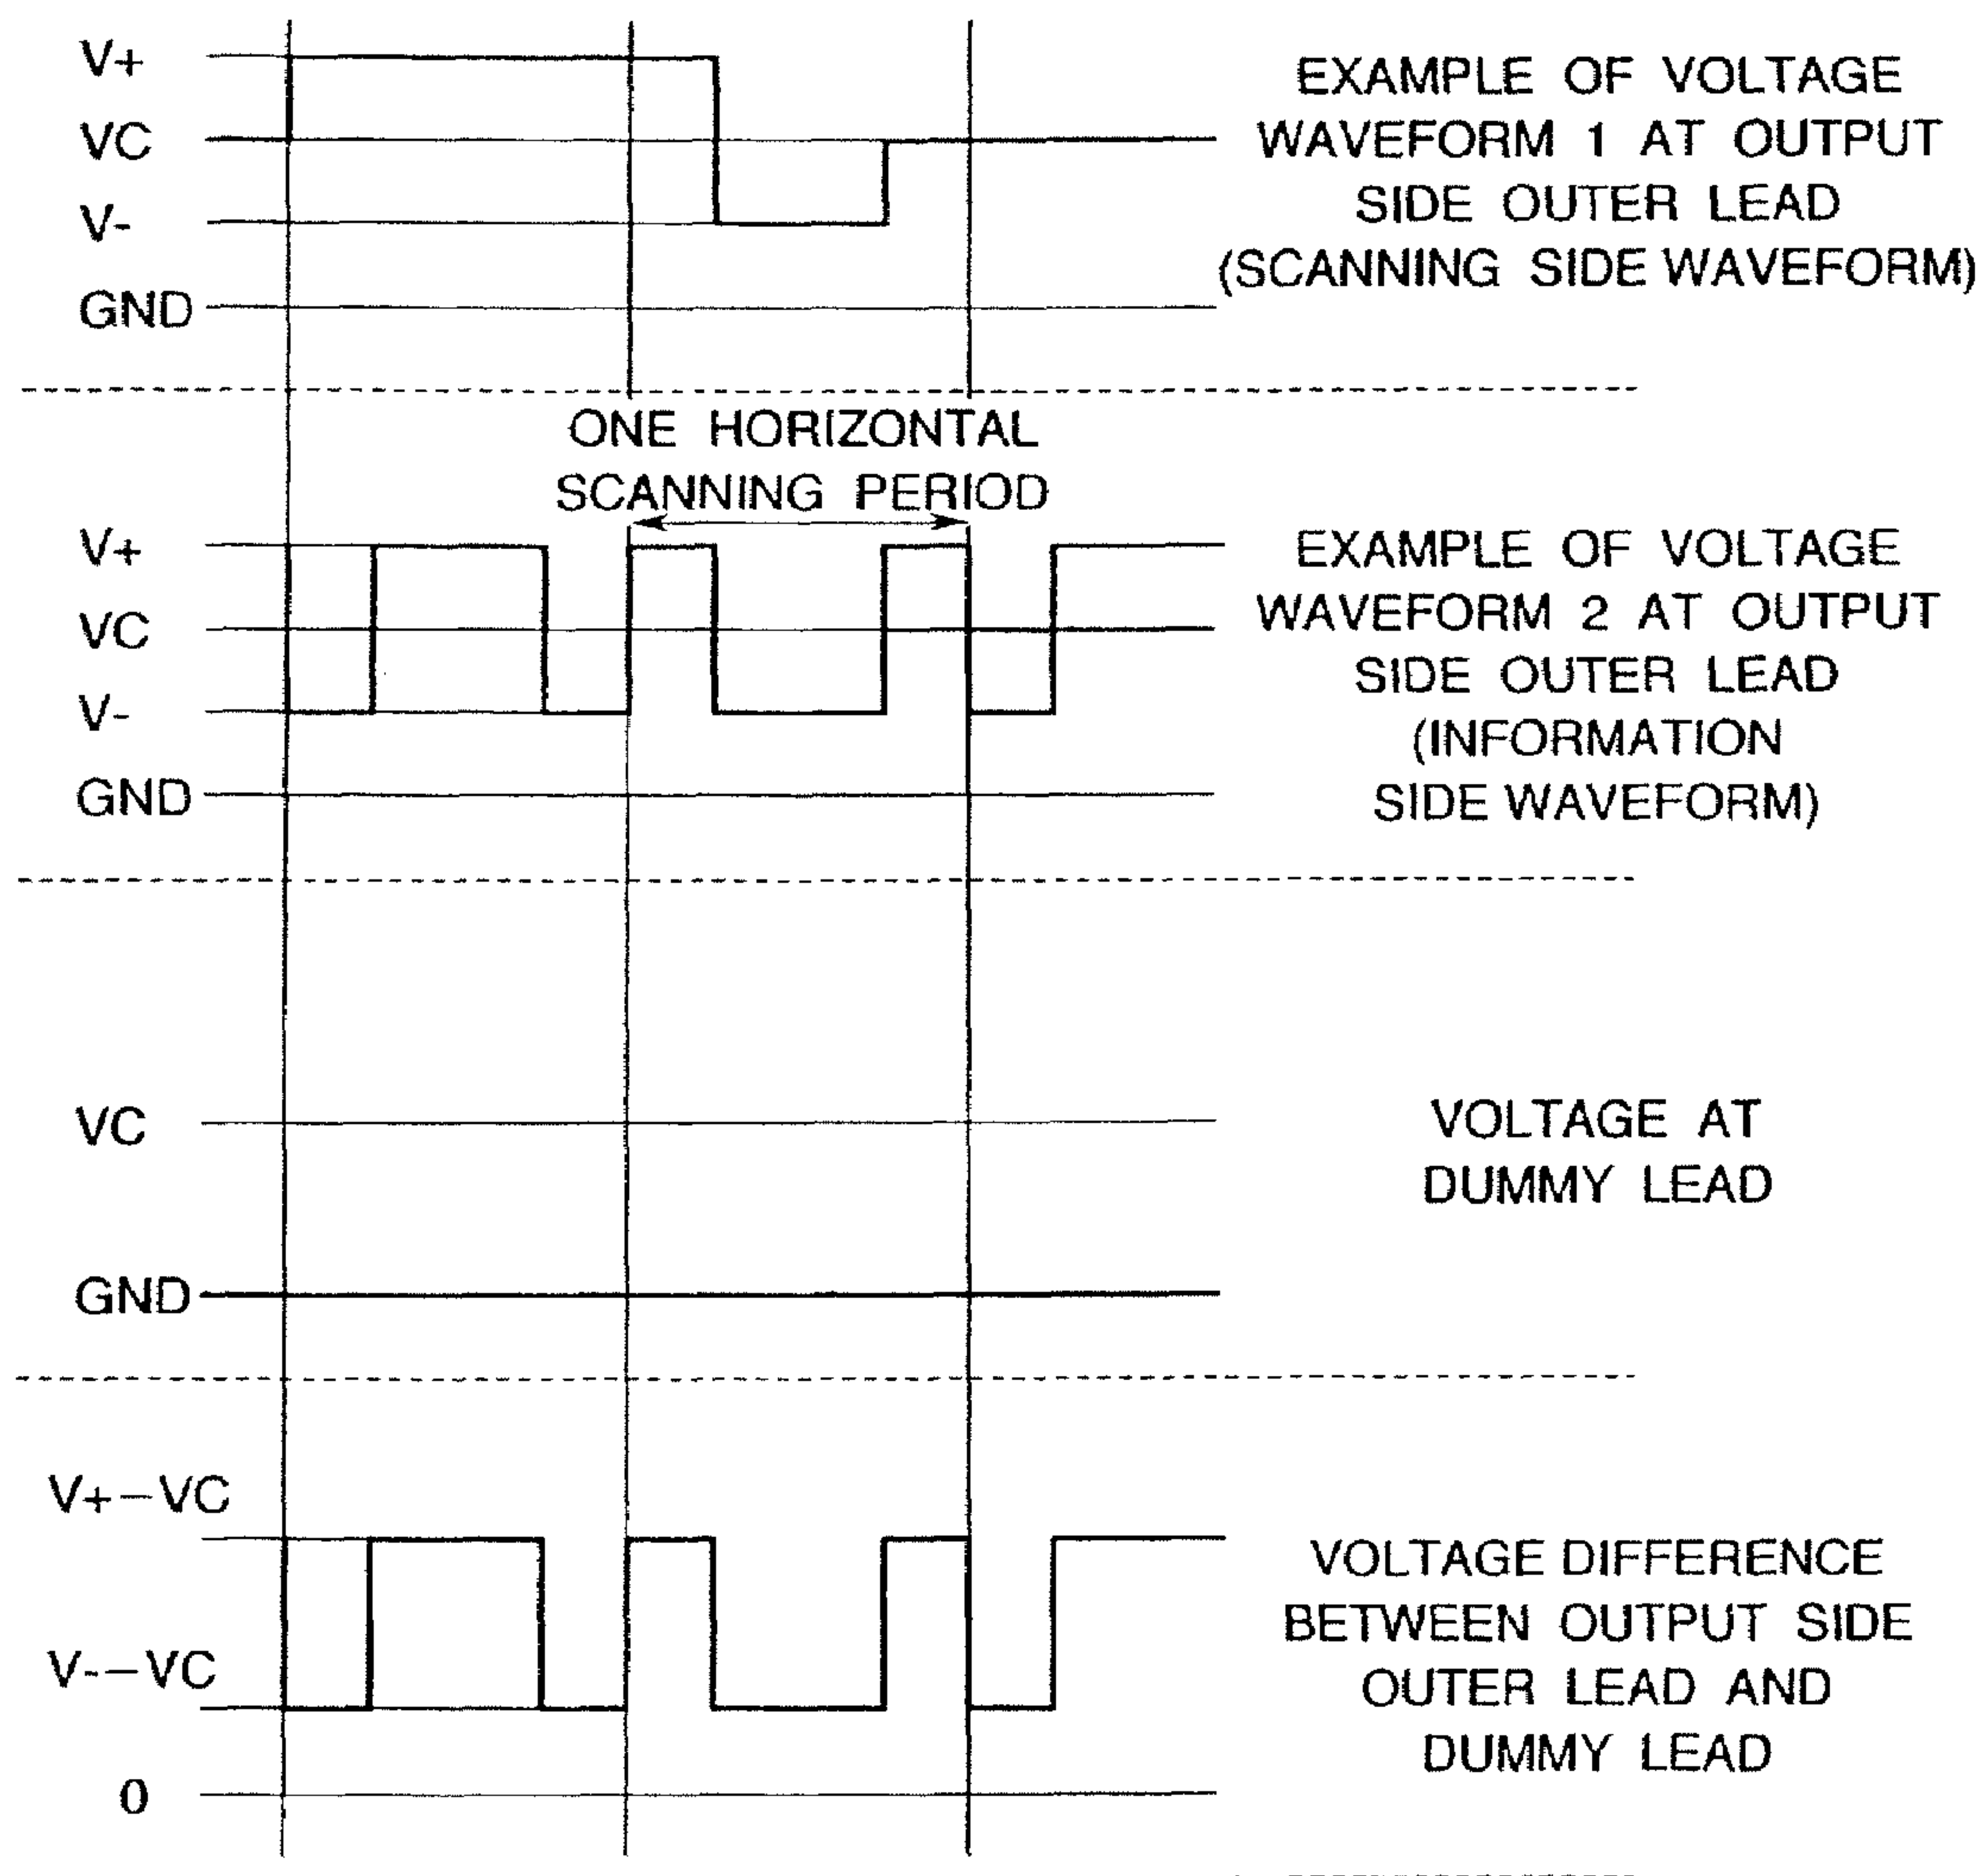 V+
VC
V-
GND
EXAMPLE OF VOLTAGE
WAVEFORM 1 AT OUTPUT
SIDE OUTER LEAD
(SCANNING SIDE WAVEFORM)
ONE HORIZONTAL
SCANNING PERIOD
V+
VC
V-
GND
EXAMPLE OF VOLTAGE
WAVEFORM 2 AT OUTPUT
SIDE OUTER LEAD
(INFORMATION
SIDE WAVEFORM)
VC
GND
VOLTAGE AT
DUMMY LEAD
V+−VC
V-−VC
0
VOLTAGE DIFFERENCE
BETWEEN OUTPUT SIDE
OUTER LEAD AND
DUMMY LEAD